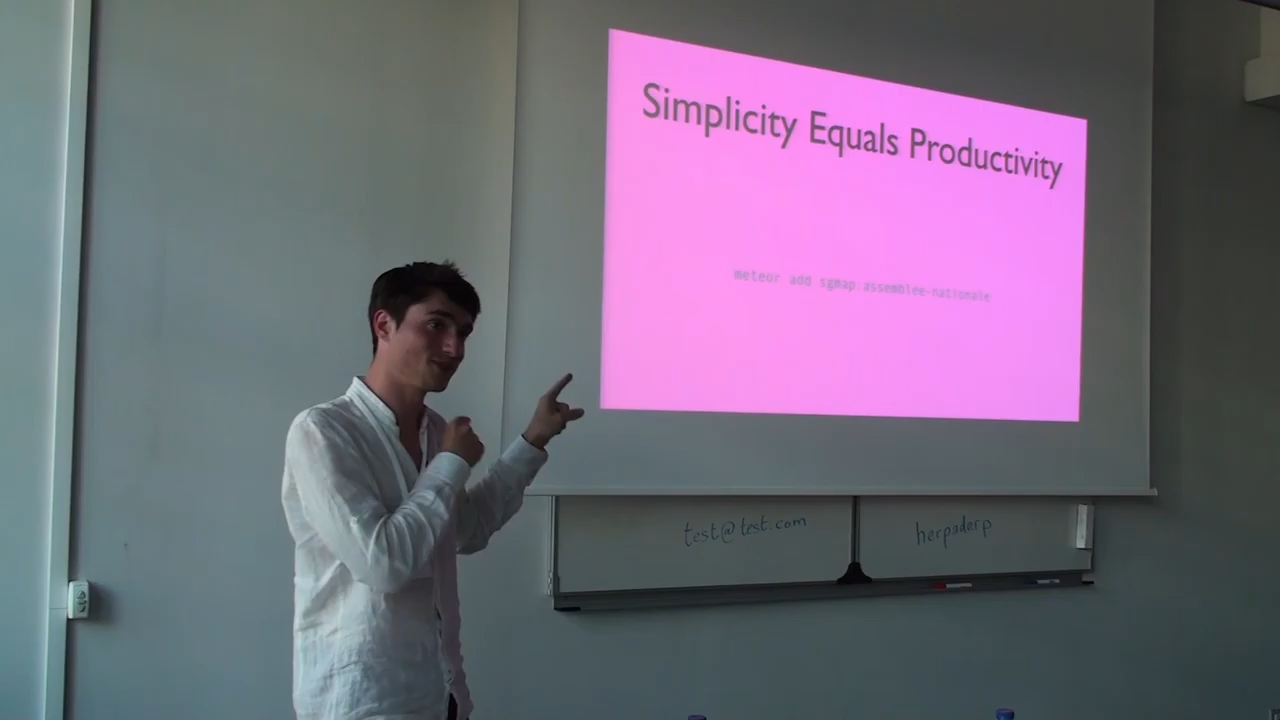 Simplicity Equals Productivity
meteor add sgmap:assemblee-nationale
test@test.com
herpaderp